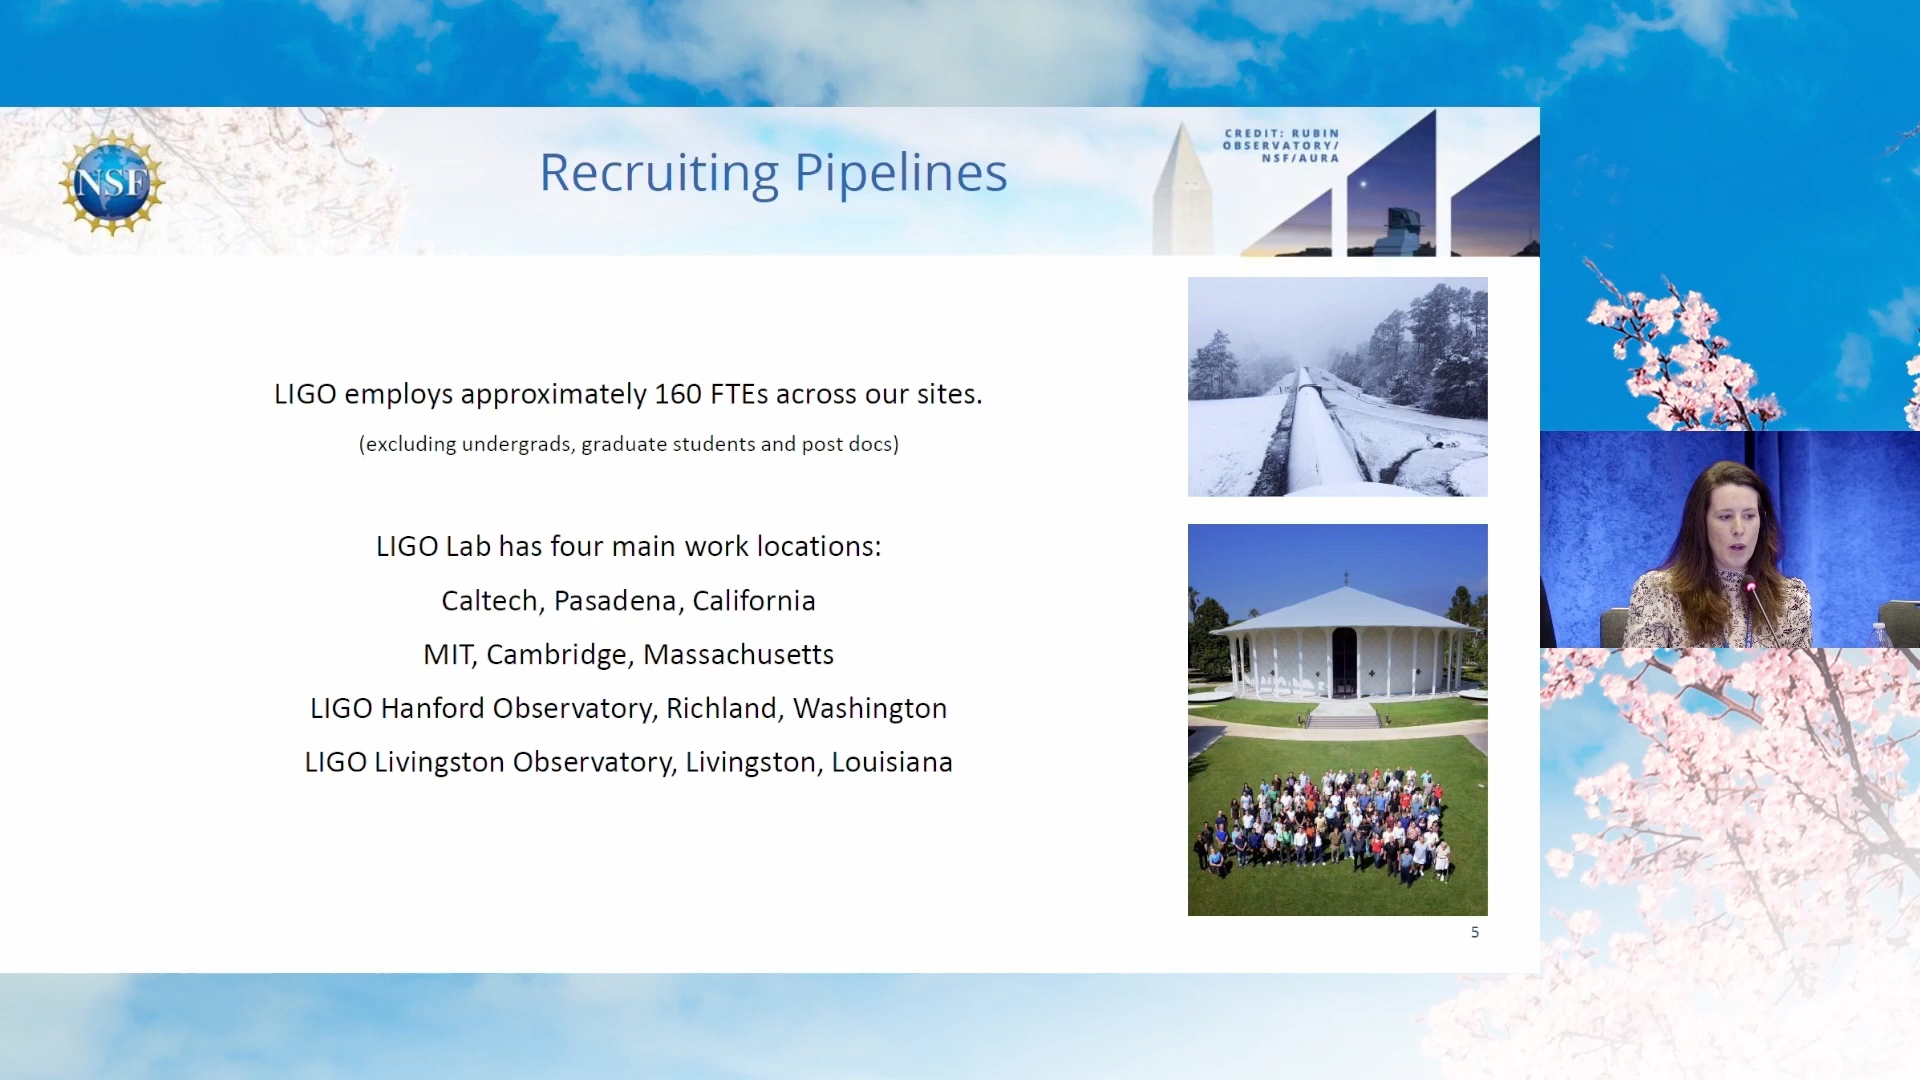 NSF
Recruiting Pipelines
CREDIT: RUBIN
OBSERVATORY/
NSF/AURA
LIGO employs approximately 160 FTEs across our sites.
(excluding undergrads, graduate students and post docs)
LIGO Lab has four main work locations:
Caltech, Pasadena, California
MIT, Cambridge, Massachusetts
LIGO Hanford Observatory, Richland, Washington
LIGO Livingston Observatory, Livingston, Louisiana
5